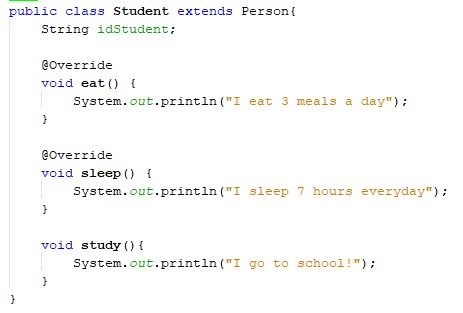 public class Student extends Person{
    String idStudent;

    @Override
    void eat() {
        System.out.println("I eat 3 meals a day");
    }

    @Override
    void sleep() {
        System.out.println("I sleep 7 hours everyday");
    }

    void study(){
        System.out.println("I go to school!");
    }
}